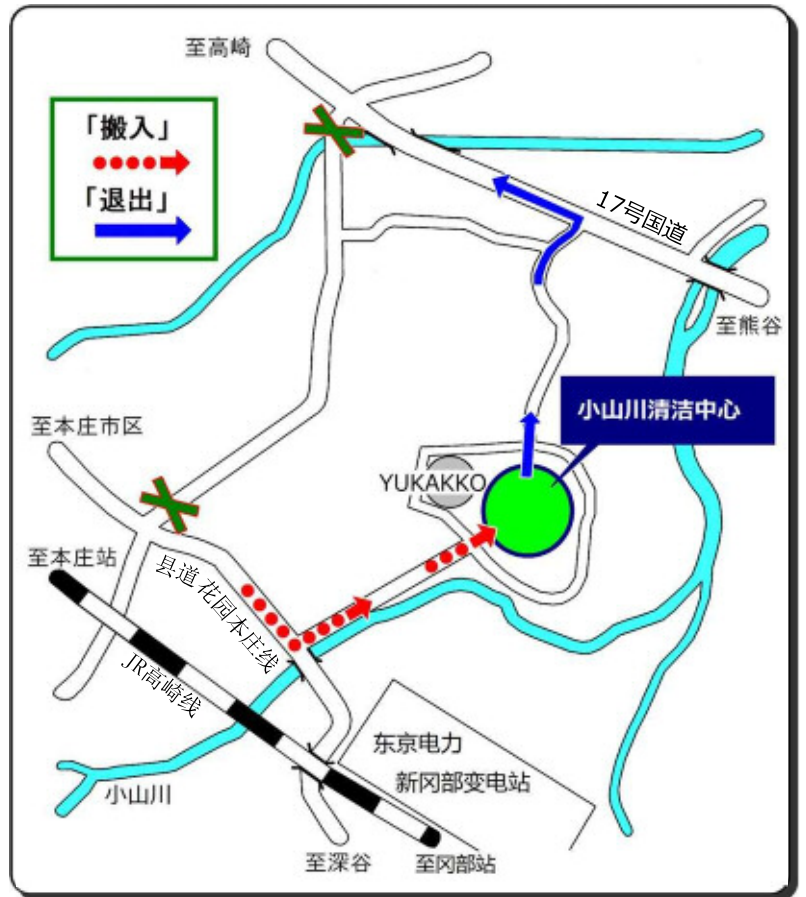 至高崎
「搬入」
「退出」
17号国道
至熊谷
小山川清洁中心
至本庄市区
YUKAKKO
至本庄站
县道花园本庄线
JR高崎线
东京电力
新冈部变电站
小山川
至深谷
至冈部站